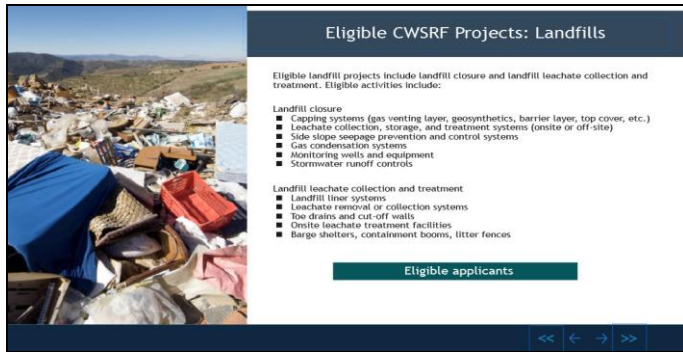 Eligible CWSRF Projects: Landfills
Eligible landfill projects include landfill closure and landfill leachate collection and
treatment. Eligible activities include:
Landfill closure
■ Capping systems (gas venting layer, geosynthetics, barrier layer, top cover, etc.)
■ Leachate collection, storage, and treatment systems (onsite or off-site)
■ Side slope seepage prevention and control systems
■ Gas condensation systems
■ Monitoring wells and equipment
■ Stormwater runoff controls
Landfill leachate collection and treatment
■ Landfill liner systems
■ Leachate removal or collection systems
■ Toe drains and cut-off walls
■ Onsite leachate treatment facilities
■ Barge shelters, containment booms, litter fences
Eligible applicants
<< ← → >>